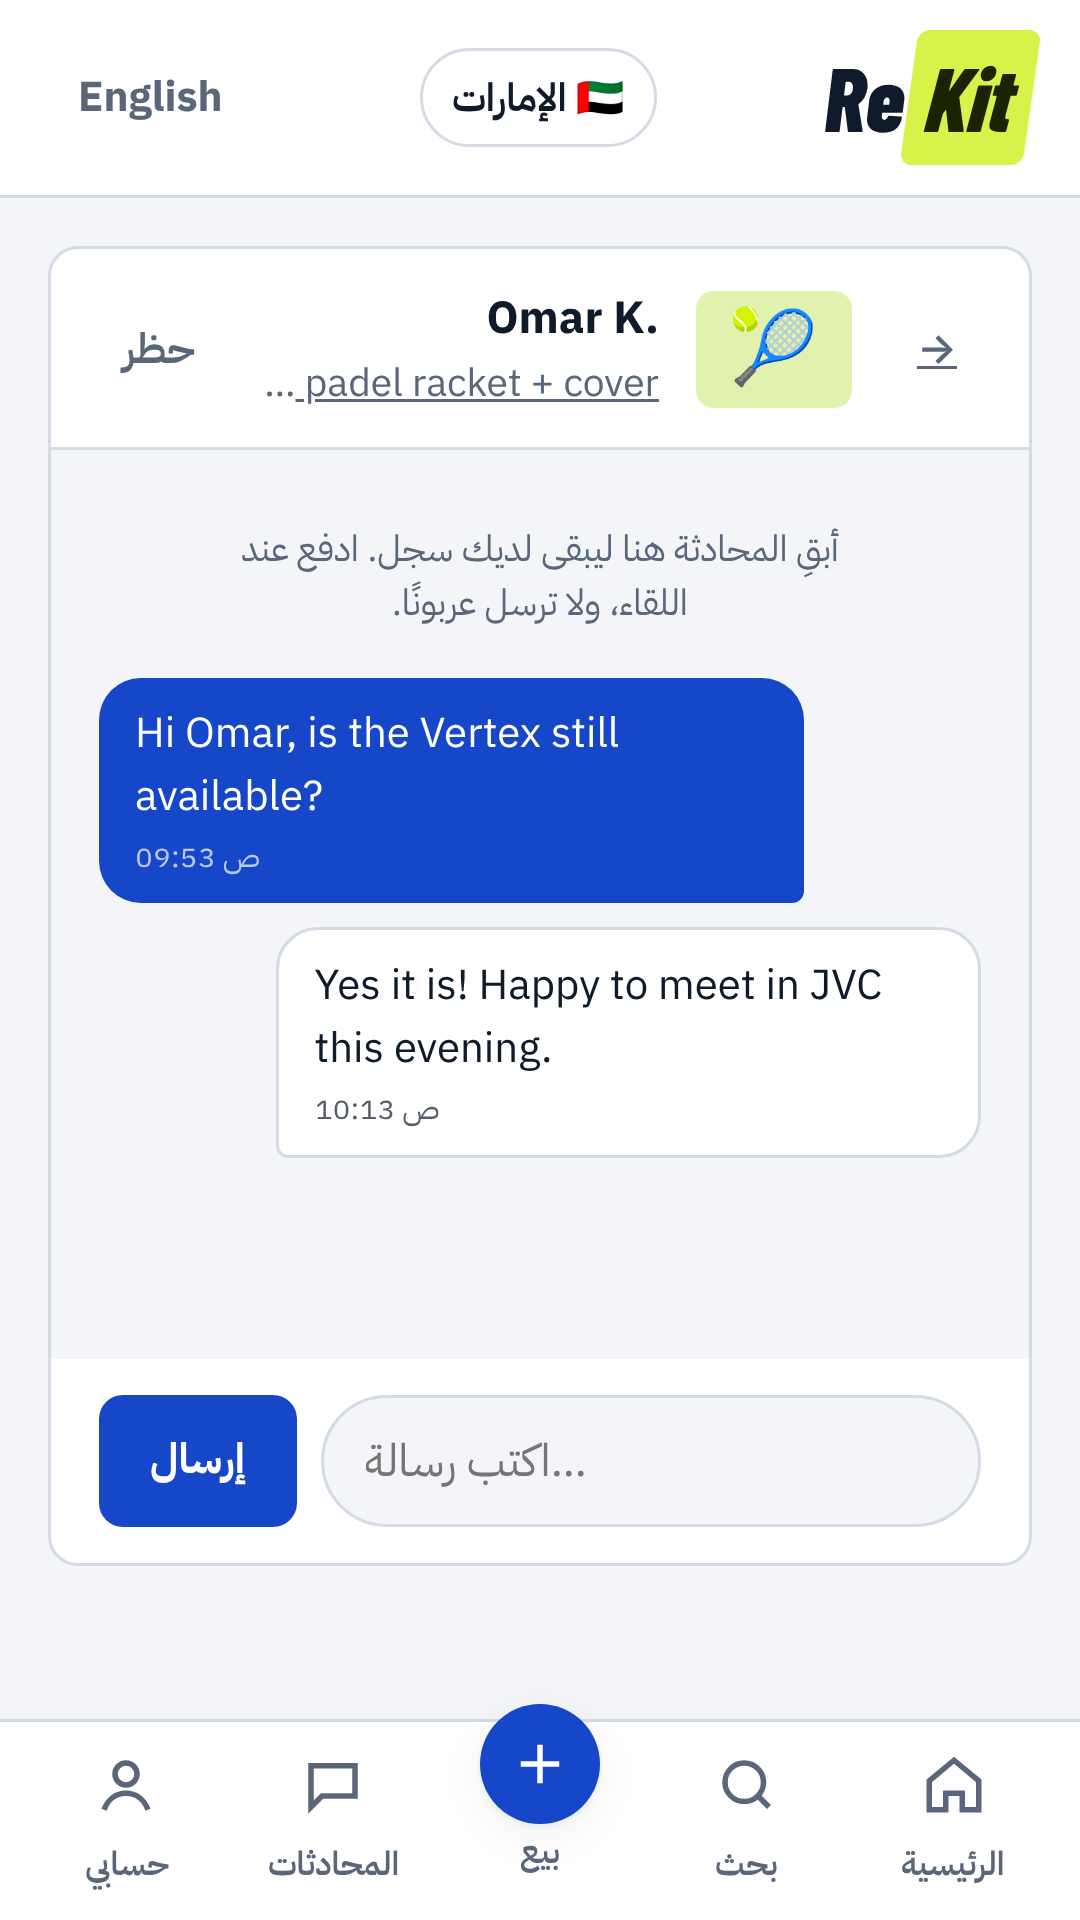 ReKit
الإمارات
English
Omar K.
padel racket + cover ...
حظر
أبقِ المحادثة هنا ليبقى لديك سجل. ادفع عند
اللقاء، ولا ترسل عربونًا.
Hi Omar, is the Vertex still
available?
09:53 ص
Yes it is! Happy to meet in JVC
this evening.
10:13 ص
اكتب رسالة...
إرسال
الرئيسية
بحث
بيع
المحادثات
حسابي